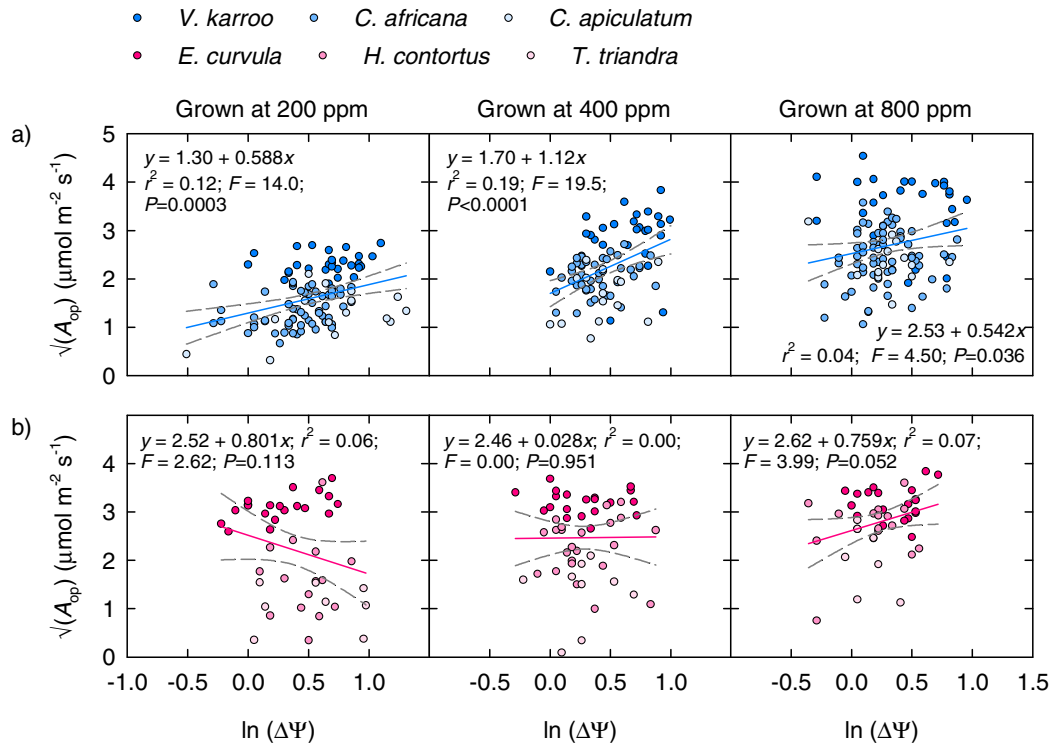 V. karroo C. africana C. apiculatum
E. curvula H. contortus T. triandra
Grown at 200 ppm Grown at 400 ppm Grown at 800 ppm
a)
√(Aop) (μmol m-2 s-1)
5
4
3
2
1
0
y = 1.30 + 0.588x
r2 = 0.12; F = 14.0;
P=0.0003
y = 1.70 + 1.12x
r2 = 0.19; F = 19.5;
P<0.0001
y = 2.53 + 0.542x
r2 = 0.04; F = 4.50; P=0.036
b)
√(Aop) (μmol m-2 s-1)
4
3
2
1
0
y = 2.52 + 0.801x; r2 = 0.06;
F = 2.62; P=0.113
y = 2.46 + 0.028x; r2 = 0.00;
F = 0.00; P=0.951
y = 2.62 + 0.759x; r2 = 0.07;
F = 3.99; P=0.052
-1.0 0.0 0.5 1.0 -0.5 0.0 0.5 1.0 -0.5 0.0 0.5 1.0 1.5
ln (ΔΨ) ln (ΔΨ) ln (ΔΨ)